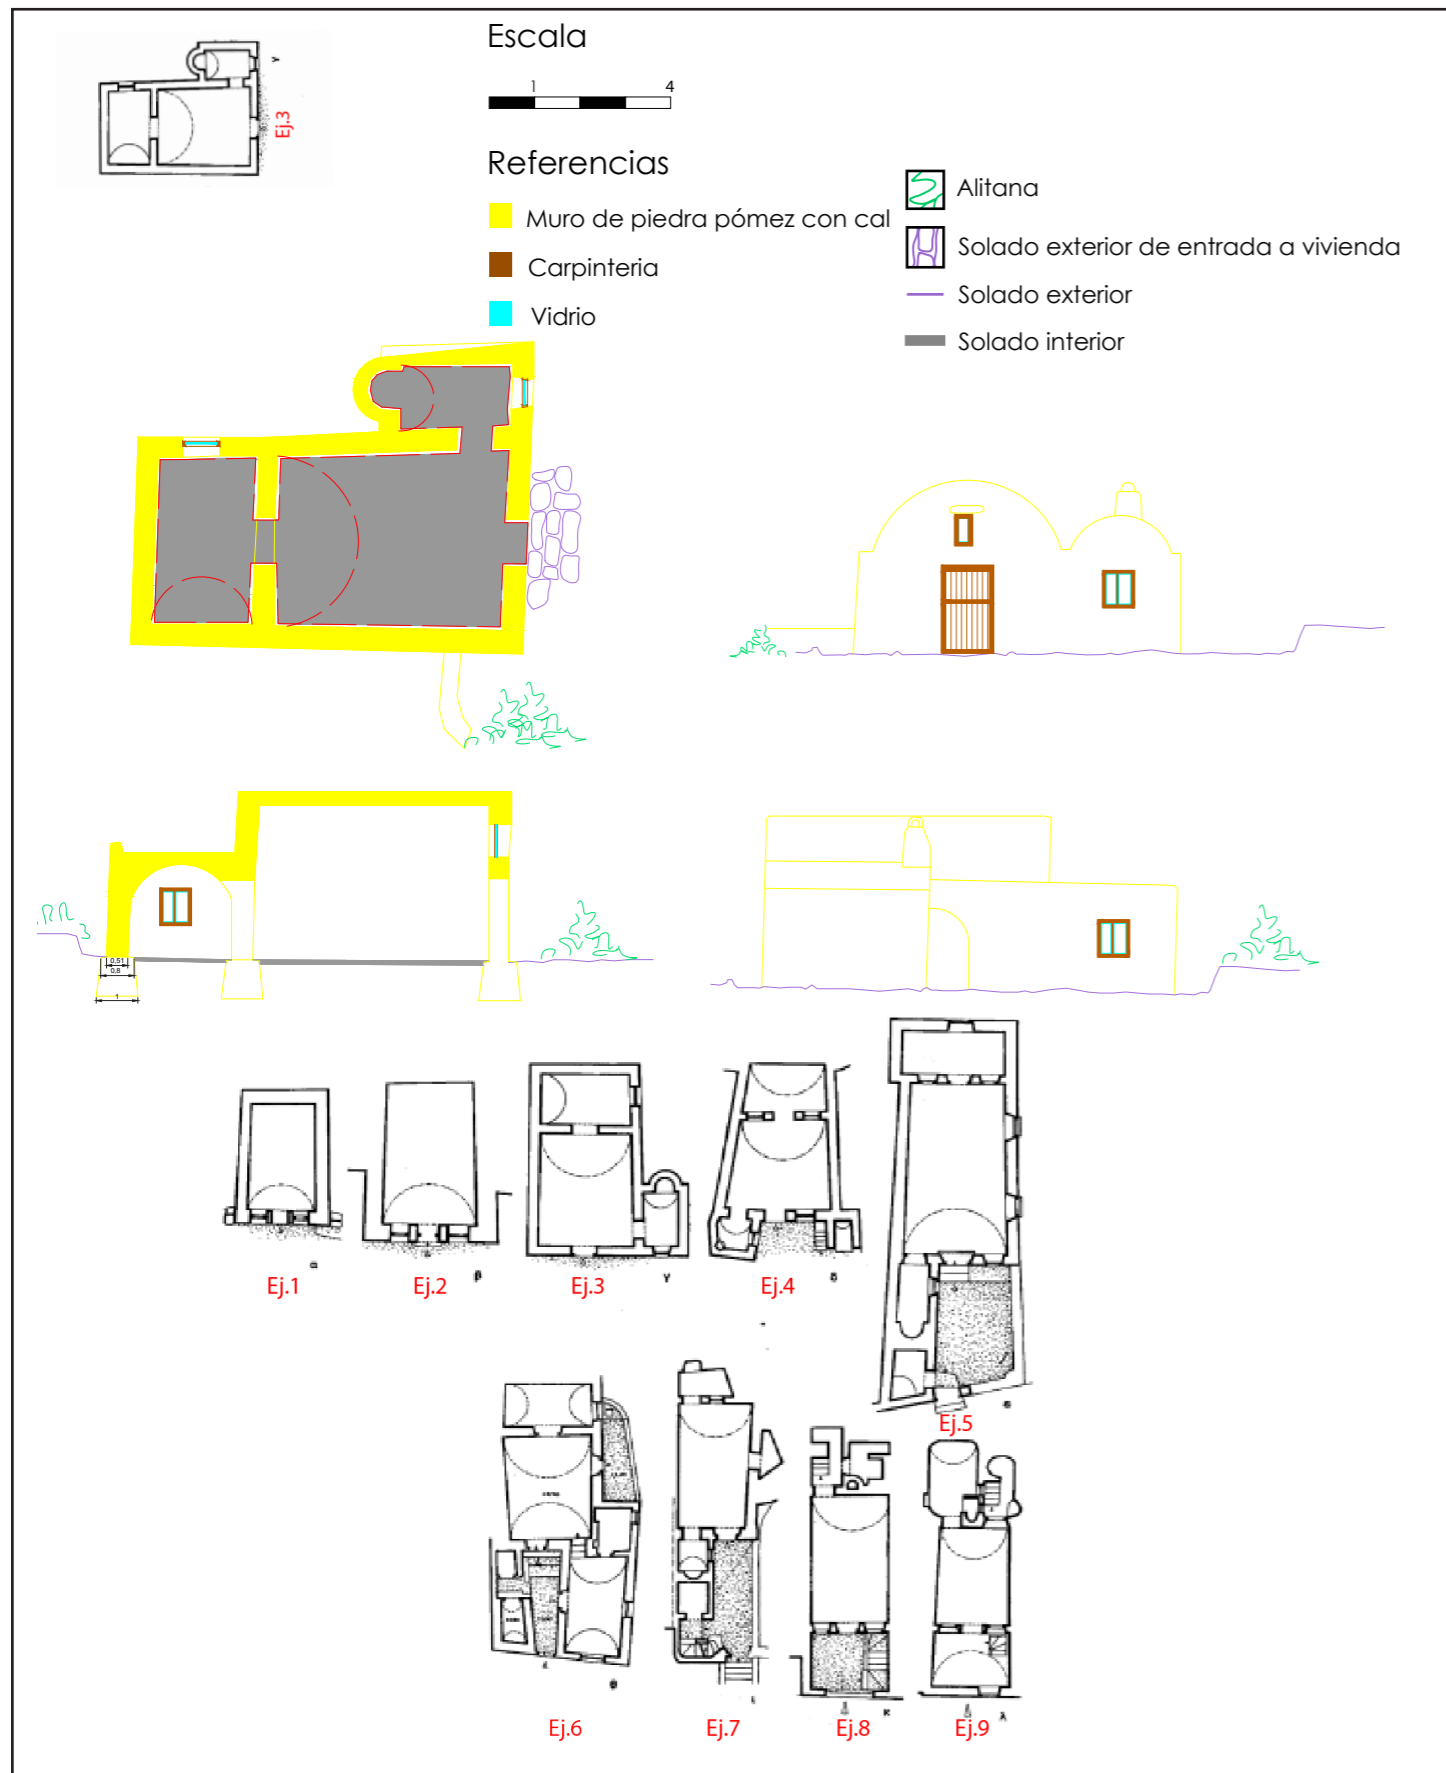 Escala
1 4
Referencias
Muro de piedra pómez con cal
Carpinteria
Vidrio
Alitana
Solado exterior de entrada a vivienda
Solado exterior
Solado interior
γ
Ej.3
0,51
0,8
1
α
β
γ
δ
Ej.1
Ej.2
Ej.3
Ej.4
Ej.5
θ
ι
κ
λ
Ej.6
Ej.7
Ej.8
Ej.9